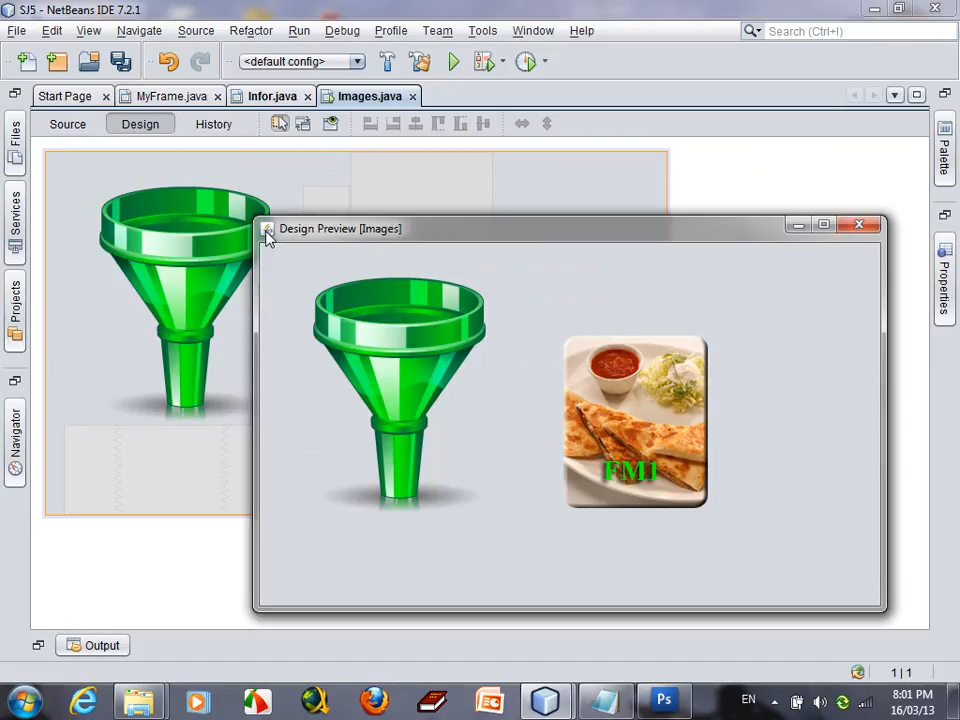 SJ5 - NetBeans IDE 7.2.1
File Edit View Navigate Source Refactor Run Debug Profile Team Tools Window Help
Search (Ctrl+I)
<default config>
Start Page MyFrame.java Infor.java Images.java
Source Design History
Files
Services
Projects
Navigator
Palette
Properties
Design Preview [Images]
FM1
Output
1|1
Ps
EN
8:01 PM
16/03/13